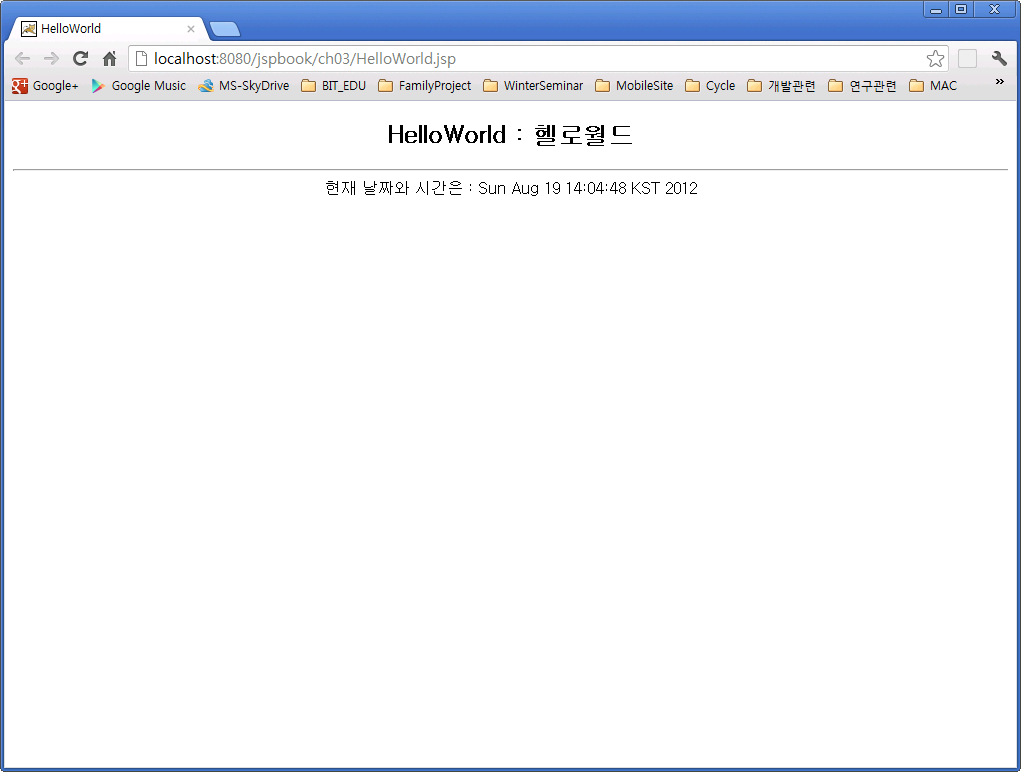 HelloWorld
localhost:8080/jspbook/ch03/HelloWorld.jsp
Google+ Google Music MS-SkyDrive BIT_EDU FamilyProject WinterSeminar MobileSite Cycle 개발관련 연구관련 MAC »
HelloWorld : 헬로월드
현재 날짜와 시간은 : Sun Aug 19 14:04:48 KST 2012